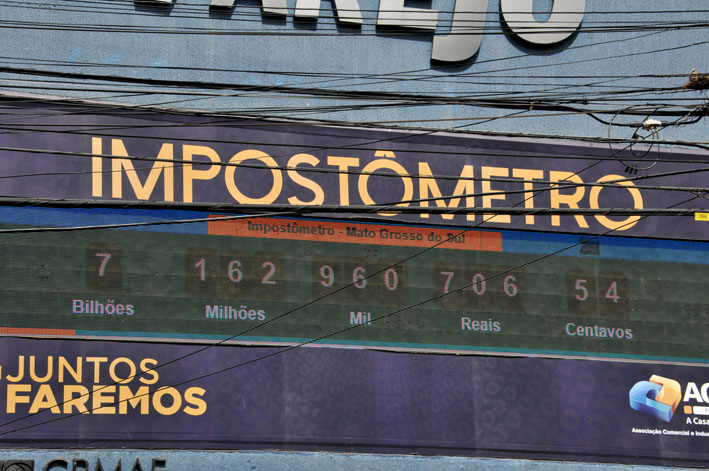 IMPOSTÔMETRO
Impostômetro - Mato Grosso do Sul
7 162 960 706 54
Bilhões Milhões Mil Reais Centavos
JUNTOS
FAREMOS
A Casa
Associação Comercial e Indus